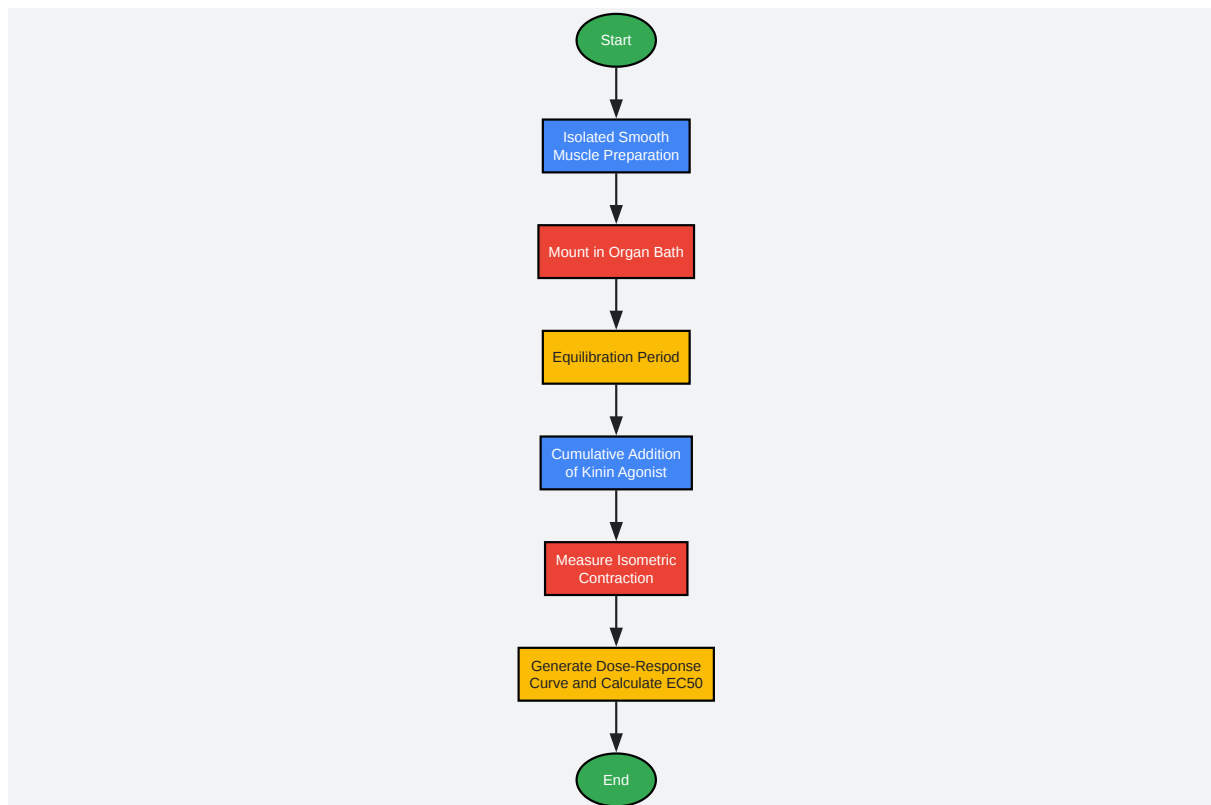 Start
Isolated Smooth
Muscle Preparation
Mount in Organ Bath
Equilibration Period
Cumulative Addition
of Kinin Agonist
Measure Isometric
Contraction
Generate Dose-Response
Curve and Calculate EC50
End